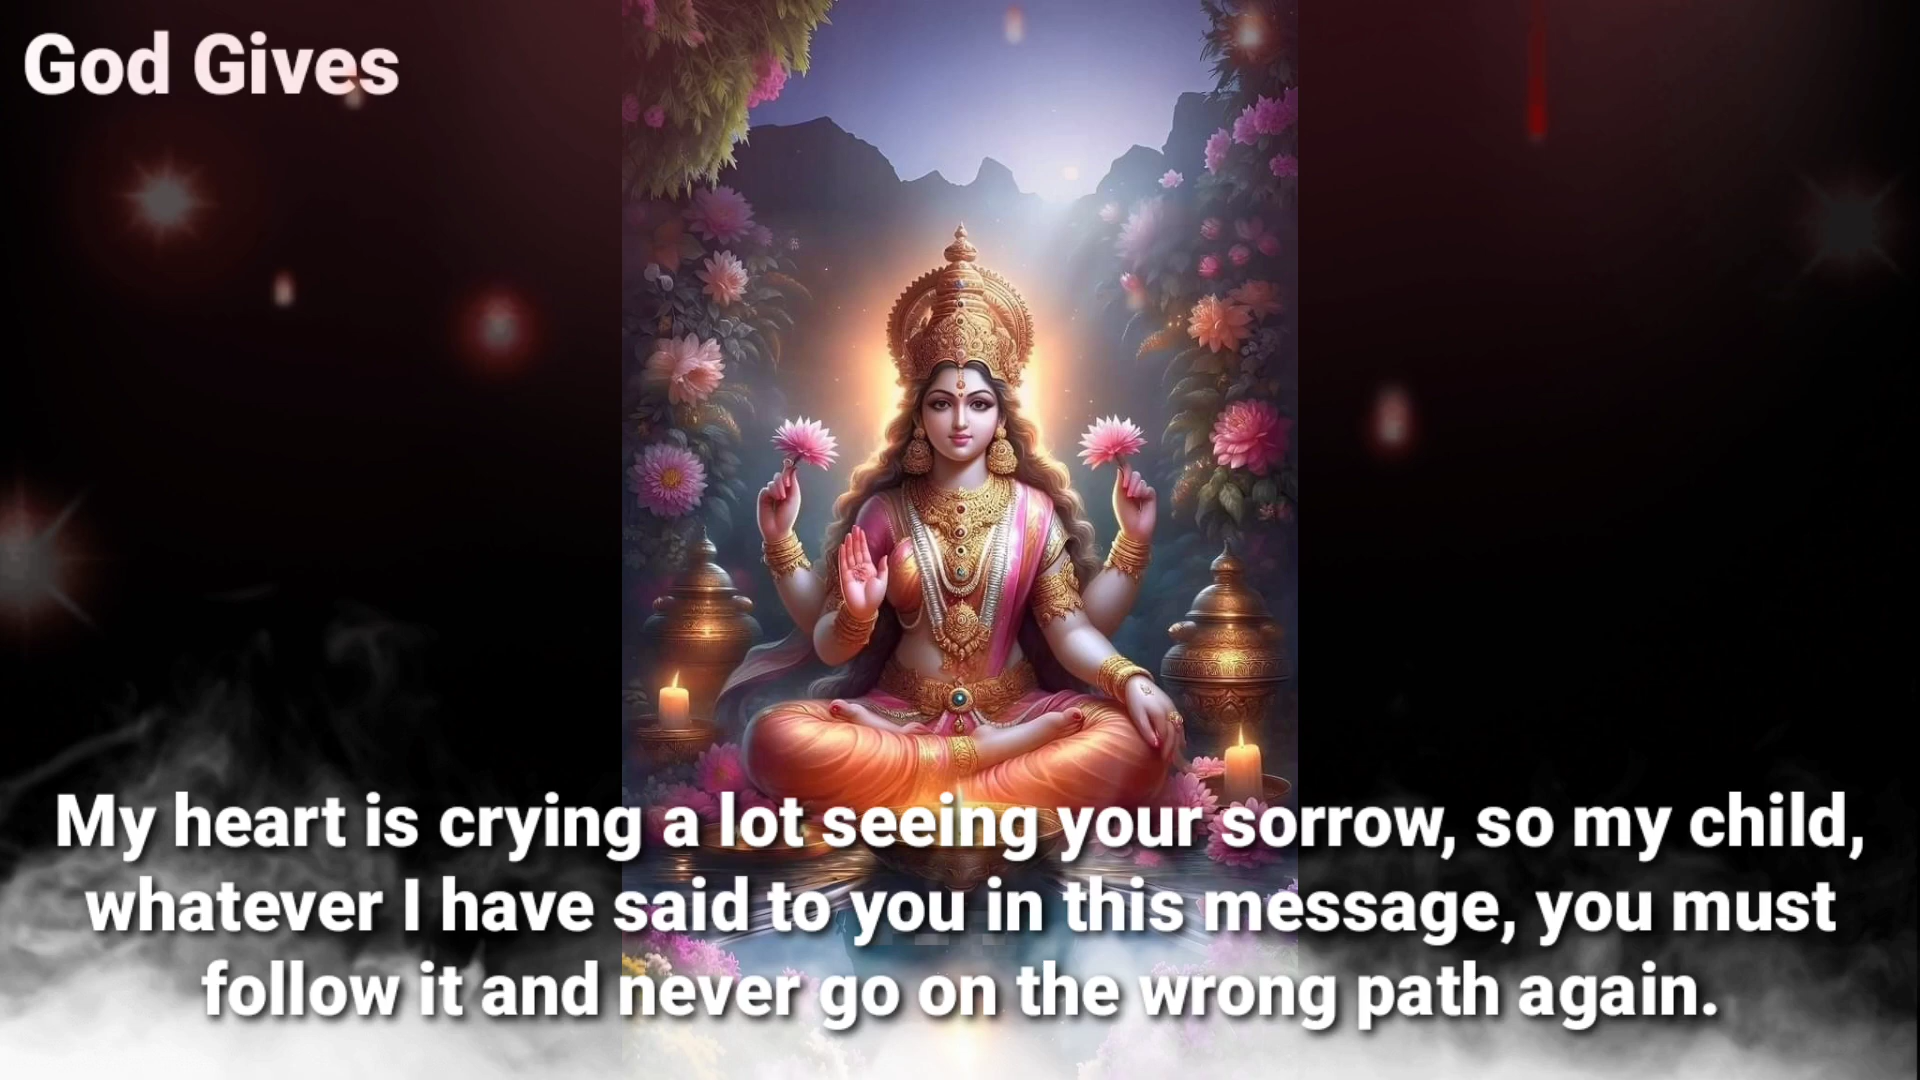 God Gives
My heart is crying a lot seeing your sorrow, so my child,
whatever I have said to you in this message, you must
follow it and never go on the wrong path again.